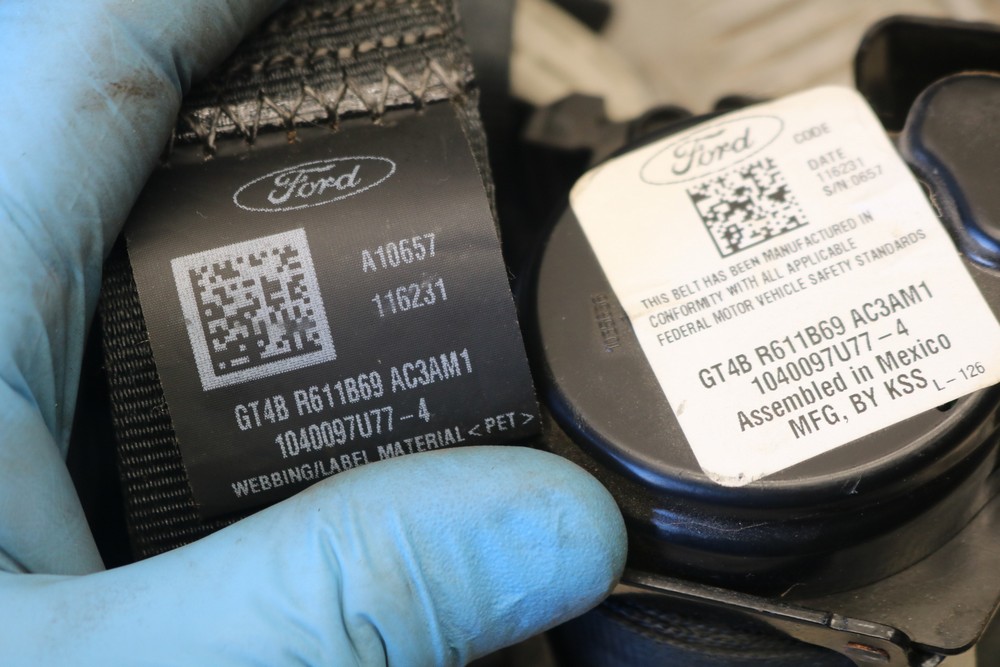 Ford
A10657
116231
GT4B R611B69 AC3AM1
1040097U77-4
WEBBING/LABEL MATERIAL <PET>
Ford
CODE
DATE
116231
S/N:0657
THIS BELT HAS BEEN MANUFACTURED IN
CONFORMITY WITH ALL APPLICABLE
FEDERAL MOTOR VEHICLE SAFETY STANDARDS
GT4B R611B69 AC3AM1
1040097U77-4
Assembled in Mexico
MFG, BY KSS L-126